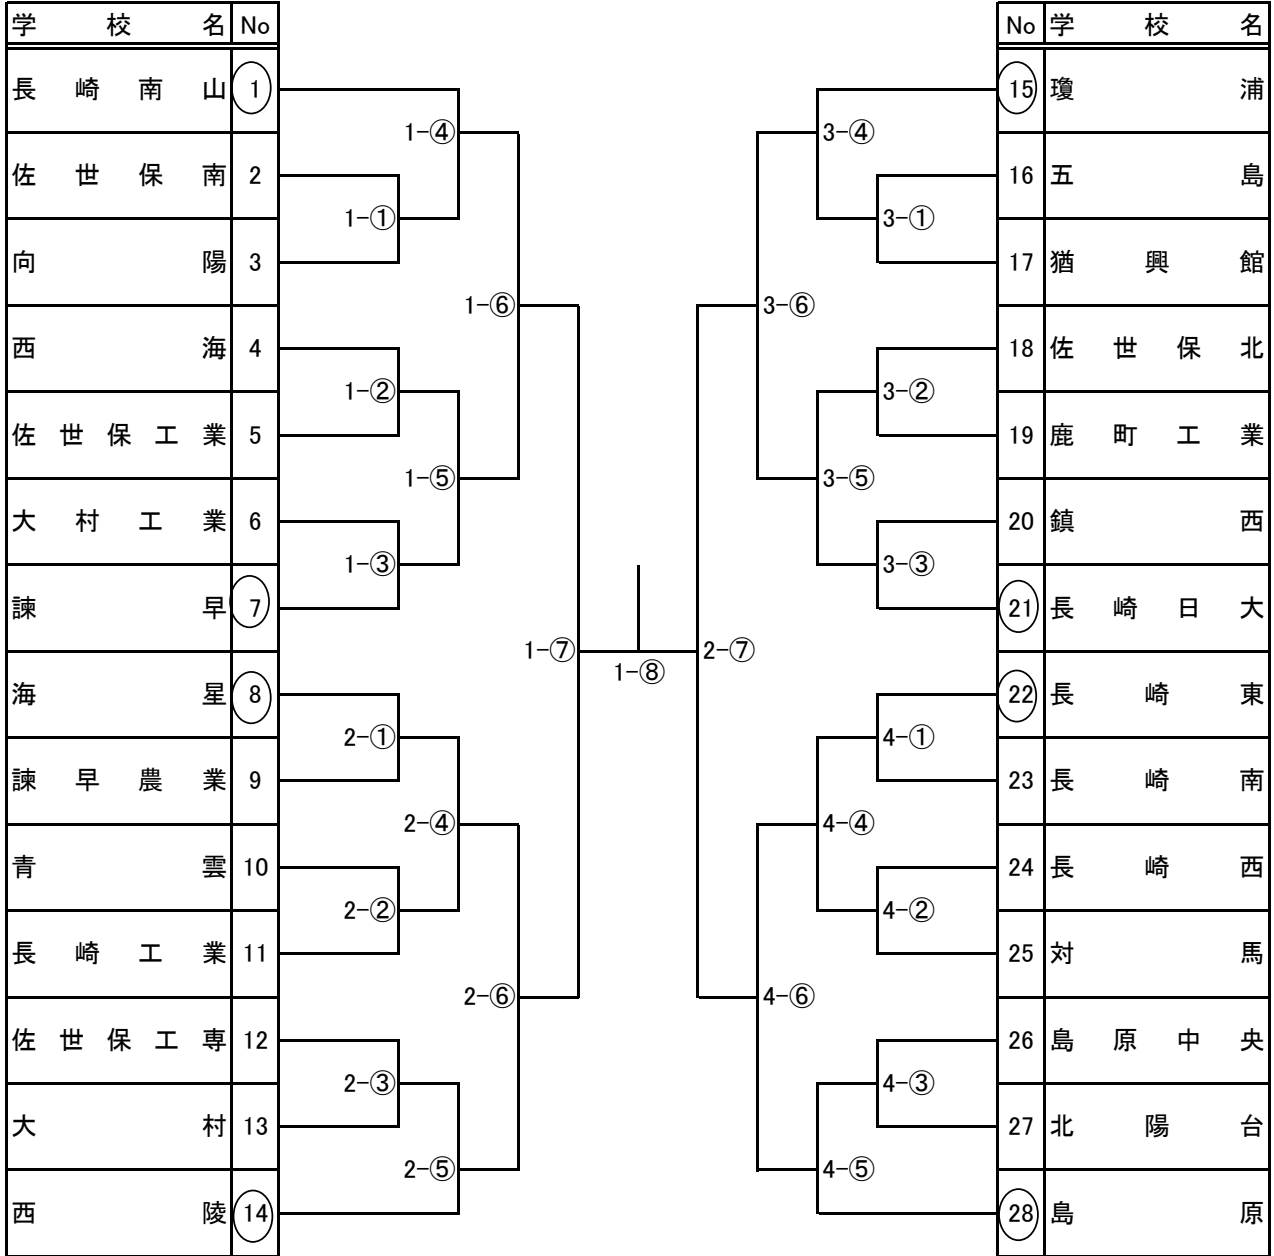 学校名 No No 学校名
長崎南山 1 15 瓊浦
1-④ 3-④
佐世保南 2 16 五島
1-① 3-①
向陽 3 17 猶興館
1-⑥ 3-⑥
西海 4 18 佐世保北
1-② 3-②
佐世保工業 5 19 鹿町工業
1-⑤ 3-⑤
大村工業 6 20 鎮西
1-③ 3-③
諫早 7 21 長崎日大
1-⑦ 1-⑧ 2-⑦
海星 8 22 長崎東
2-① 4-①
諫早農業 9 23 長崎南
2-④ 4-④
青雲 10 24 長崎西
2-② 4-②
長崎工業 11 25 対馬
2-⑥ 4-⑥
佐世保工専 12 26 島原中央
2-③ 4-③
大村 13 27 北陽台
2-⑤ 4-⑤
西陵 14 28 島原